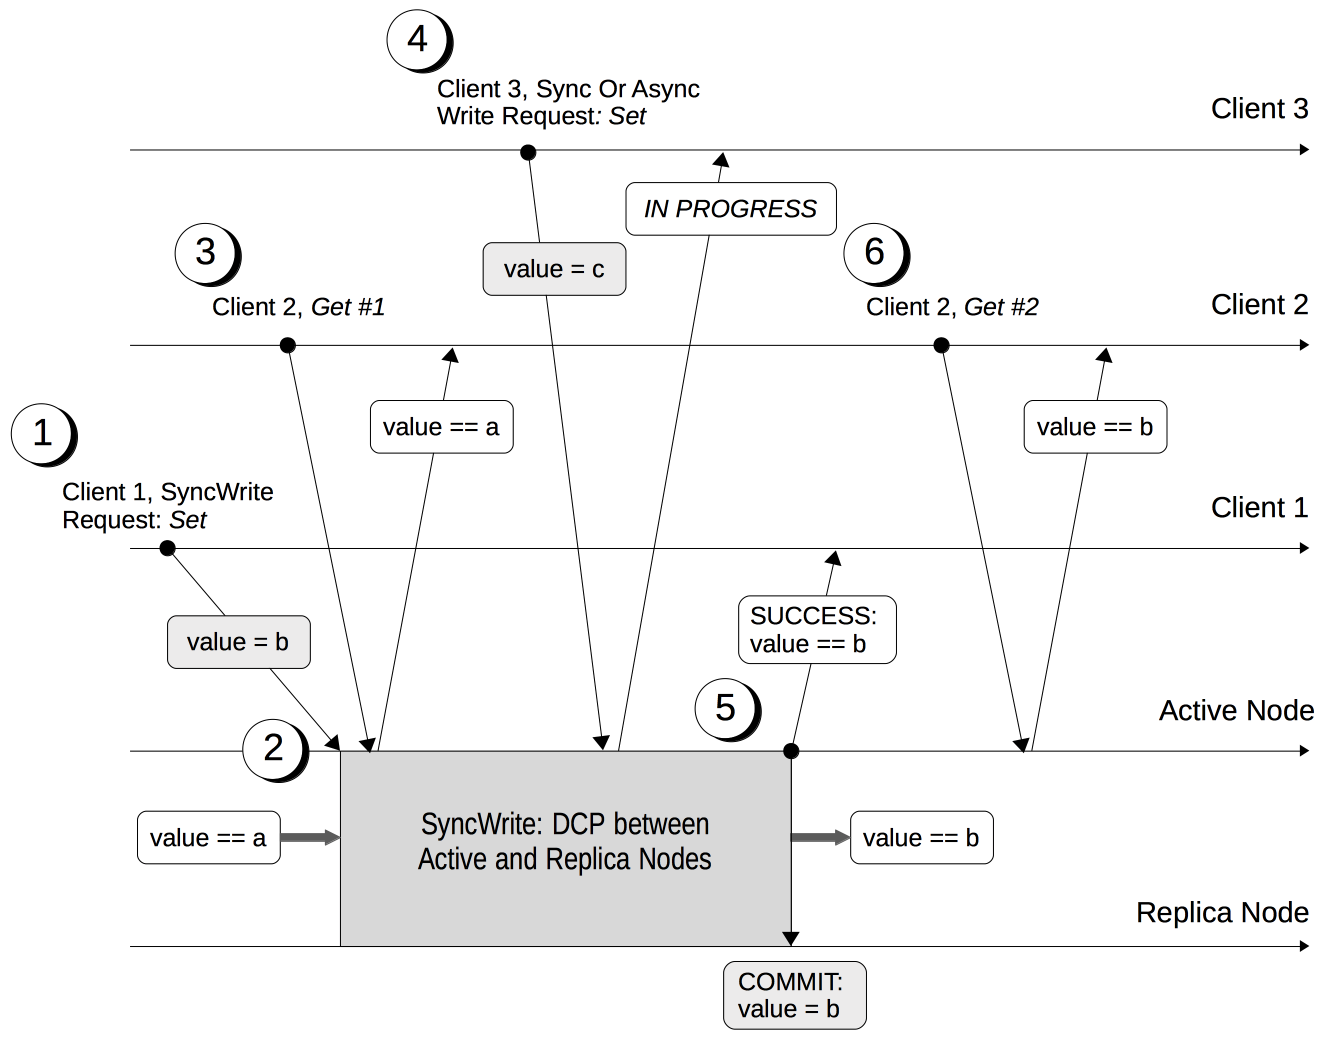 4
Client 3, Sync Or Async
Write Request: Set
Client 3
IN PROGRESS
3
6
value = c
Client 2, Get #1
Client 2, Get #2
Client 2
1
value == a
value == b
Client 1, SyncWrite
Request: Set
Client 1
value = b
SUCCESS:
value == b
5
Active Node
2
value == a
SyncWrite: DCP between
Active and Replica Nodes
value == b
Replica Node
COMMIT:
value = b